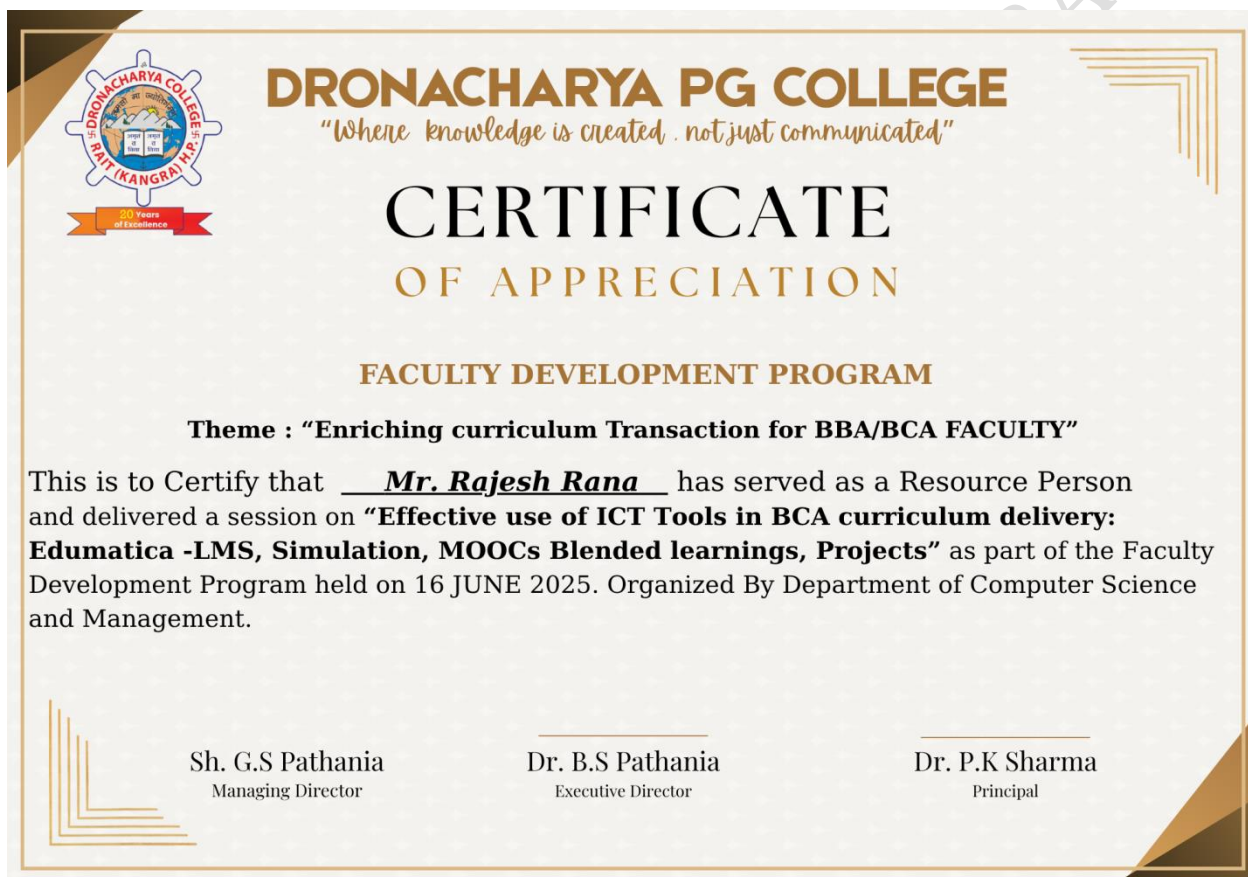 DRONACHARYA COLLEGE
卐 RAIT (KANGRA) H.P. 卐
20 Years
of Excellence
DRONACHARYA PG COLLEGE
“Where knowledge is created . not just communicated”
CERTIFICATE
OF APPRECIATION
FACULTY DEVELOPMENT PROGRAM
Theme : “Enriching curriculum Transaction for BBA/BCA FACULTY”
This is to Certify that Mr. Rajesh Rana has served as a Resource Person
and delivered a session on “Effective use of ICT Tools in BCA curriculum delivery:
Edumatica -LMS, Simulation, MOOCs Blended learnings, Projects” as part of the Faculty
Development Program held on 16 JUNE 2025. Organized By Department of Computer Science
and Management.
Sh. G.S Pathania
Managing Director
Dr. B.S Pathania
Executive Director
Dr. P.K Sharma
Principal